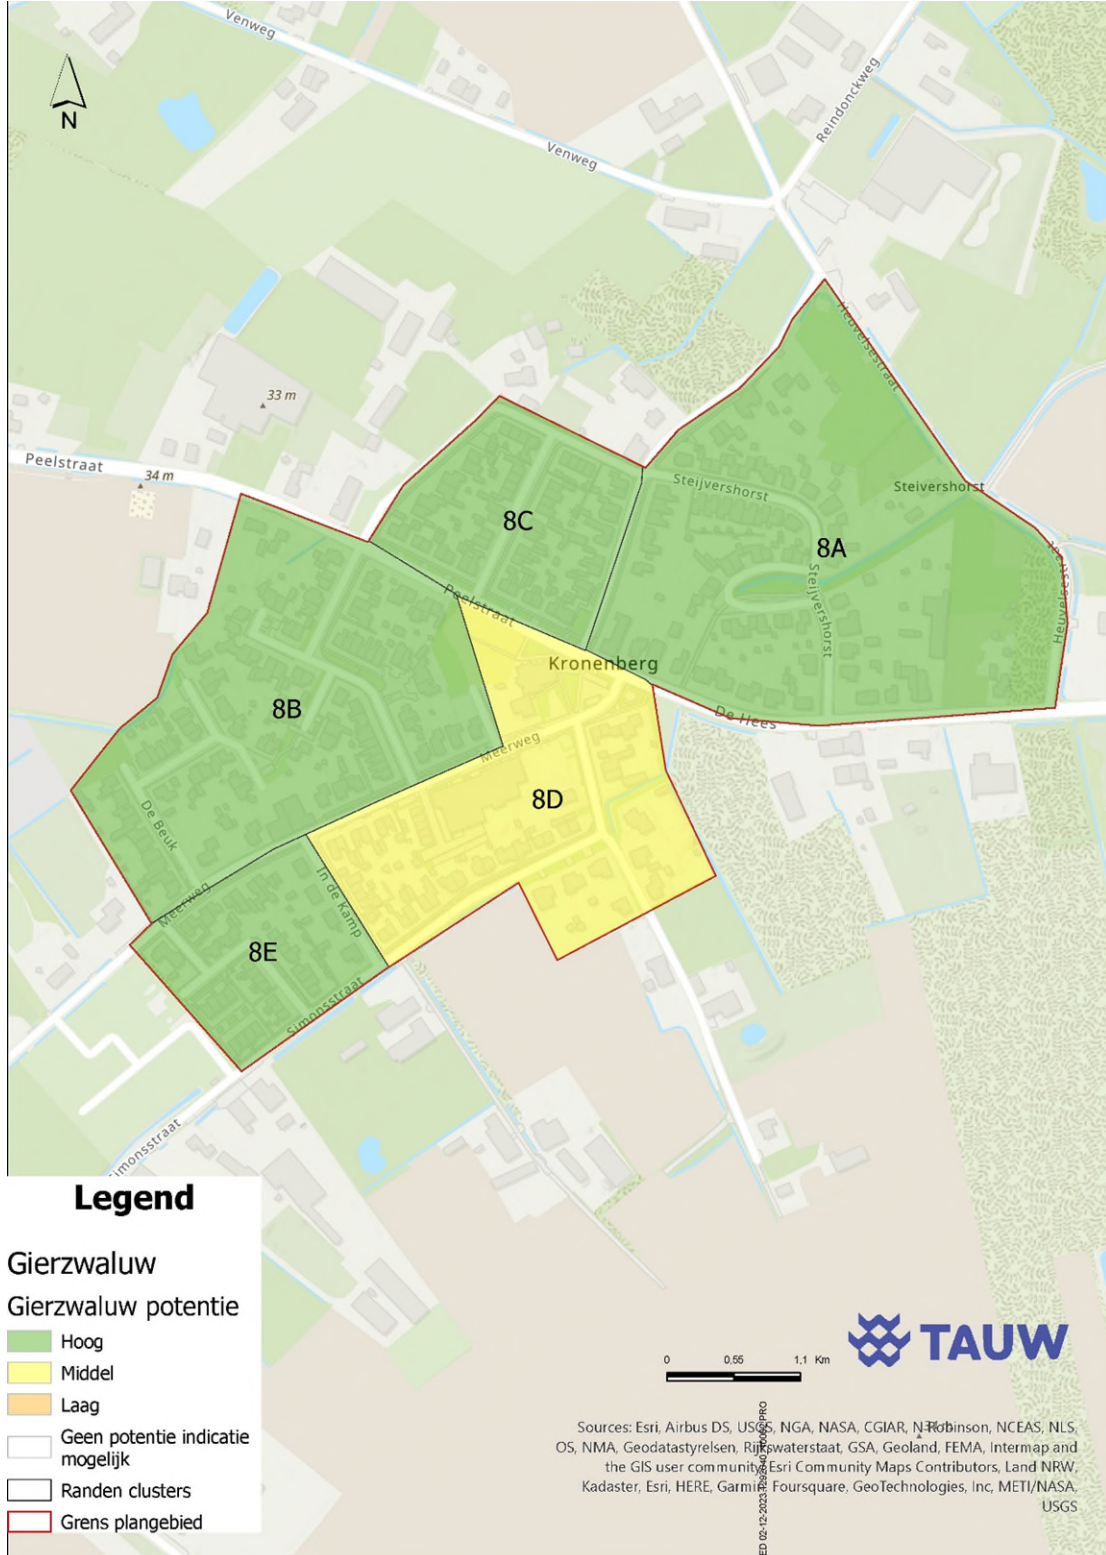 Venweg
Reindonckweg
Venweg
N
Heuvelsestraat
33 m
Peelstraat
34 m
Steijvershorst
Steivershorst
8C
8A
Steijvershorst
Peelstraat
Heuvelsestraat
Kronenberg
8B
De Hees
Meerweg
8D
De Beuk
In de Kamp
Meerweg
8E
Simonsstraat
Simonsstraat
Legend
Gierzwaluw
Gierzwaluw potentie
Hoog
Middel
Laag
Geen potentie indicatie
mogelijk
Randen clusters
Grens plangebied
TAUW
0 0,55 1,1 Km
Sources: Esri, Airbus DS, USGS, NGA, NASA, CGIAR, N Robinson, NCEAS, NLS,
OS, NMA, Geodatastyrelsen, Rijkswaterstaat, GSA, Geoland, FEMA, Intermap and
the GIS user community, Esri Community Maps Contributors, Land NRW,
Kadaster, Esri, HERE, Garmin, Foursquare, GeoTechnologies, Inc, METI/NASA,
USGS